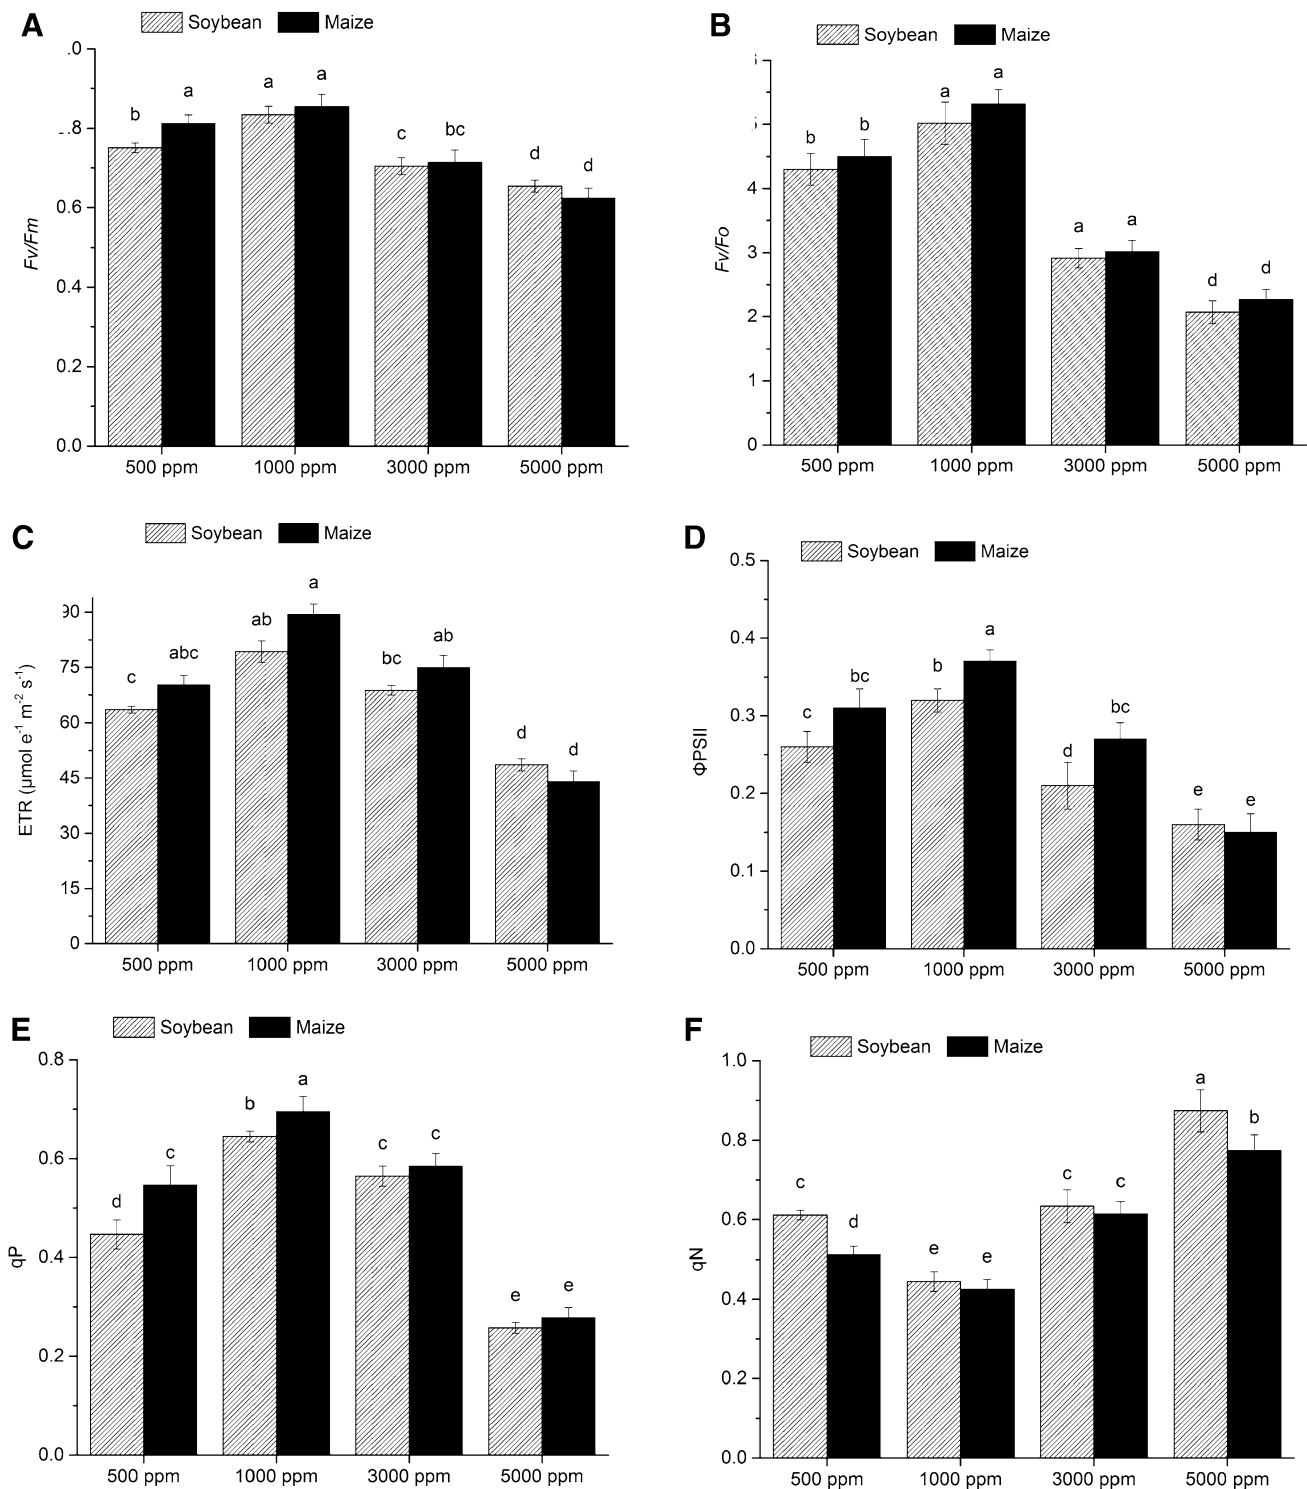 A
Soybean Maize
.0
.8
0.6
0.4
0.2
0.0
Fv/Fm
b a a a c bc d d
500 ppm 1000 ppm 3000 ppm 5000 ppm
B
Soybean Maize
4
3
2
1
0
Fv/Fo
b b a a a a d d
500 ppm 1000 ppm 3000 ppm 5000 ppm
C
Soybean Maize
90
75
60
45
30
15
0
ETR (μmol e⁻¹ m⁻² s⁻¹)
c abc ab a bc ab d d
500 ppm 1000 ppm 3000 ppm 5000 ppm
D
Soybean Maize
0.5
0.4
0.3
0.2
0.1
0.0
ΦPSII
c bc b a d bc e e
500 ppm 1000 ppm 3000 ppm 5000 ppm
E
Soybean Maize
0.8
0.6
0.4
0.2
0.0
qP
d c b a c c e e
500 ppm 1000 ppm 3000 ppm 5000 ppm
F
Soybean Maize
1.0
0.8
0.6
0.4
0.2
0.0
qN
c d e e c c a b
500 ppm 1000 ppm 3000 ppm 5000 ppm